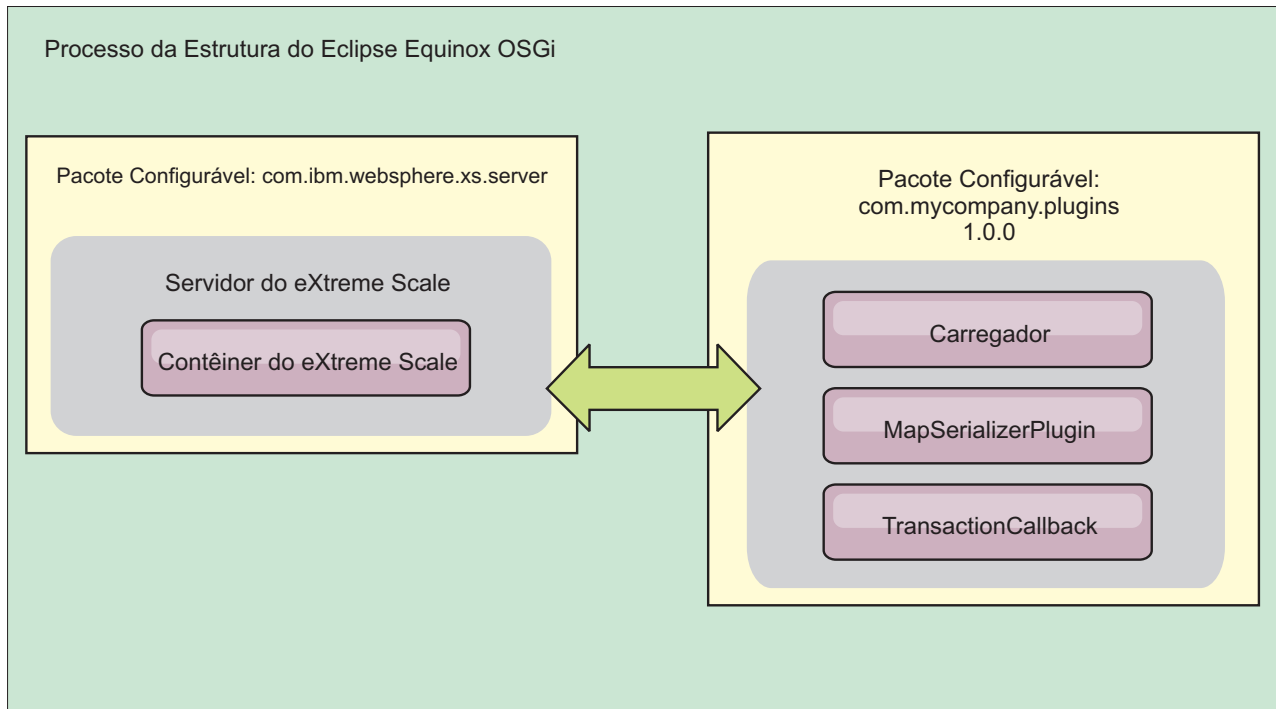 Processo da Estrutura do Eclipse Equinox OSGi
Pacote Configurável: com.ibm.websphere.xs.server
Servidor do eXtreme Scale
Contêiner do eXtreme Scale
Pacote Configurável:
com.mycompany.plugins
1.0.0
Carregador
MapSerializerPlugin
TransactionCallback